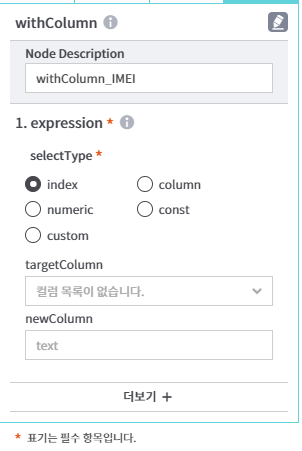 withColumn
Node Description
withColumn_IMEI
1. expression *
selectType *
index
column
numeric
const
custom
targetColumn
컬럼 목록이 없습니다.
newColumn
text
더보기 +
* 표기는 필수 항목입니다.